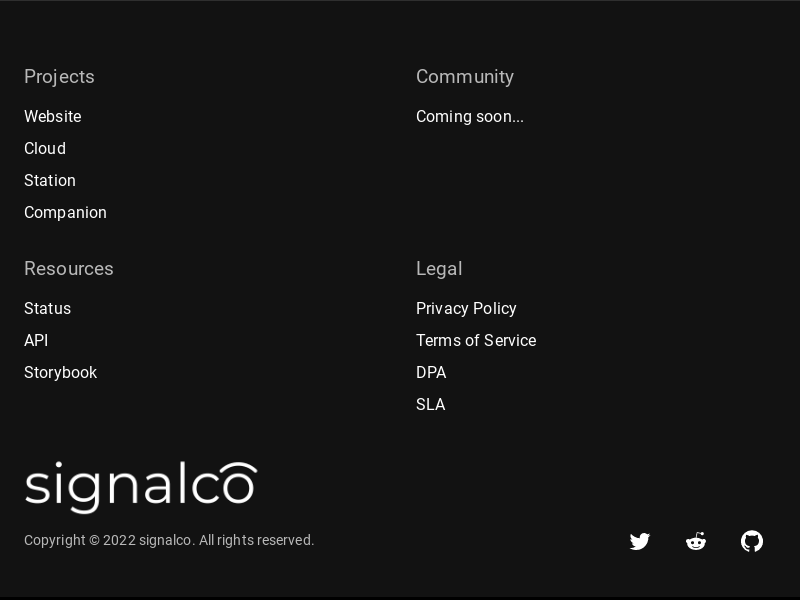 Projects
Website
Cloud
Station
Companion
Community
Coming soon...
Resources
Status
API
Storybook
Legal
Privacy Policy
Terms of Service
DPA
SLA
signalco
Copyright © 2022 signalco. All rights reserved.